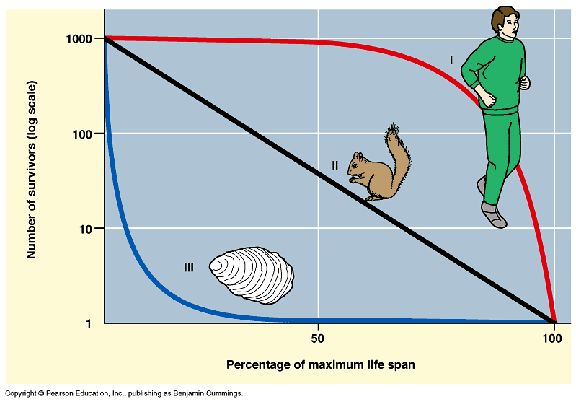 1000
100
10
1
Number of survivors (log scale)
I
II
III
50
100
Percentage of maximum life span
Copyright © Pearson Education, Inc., publishing as Benjamin Cummings.